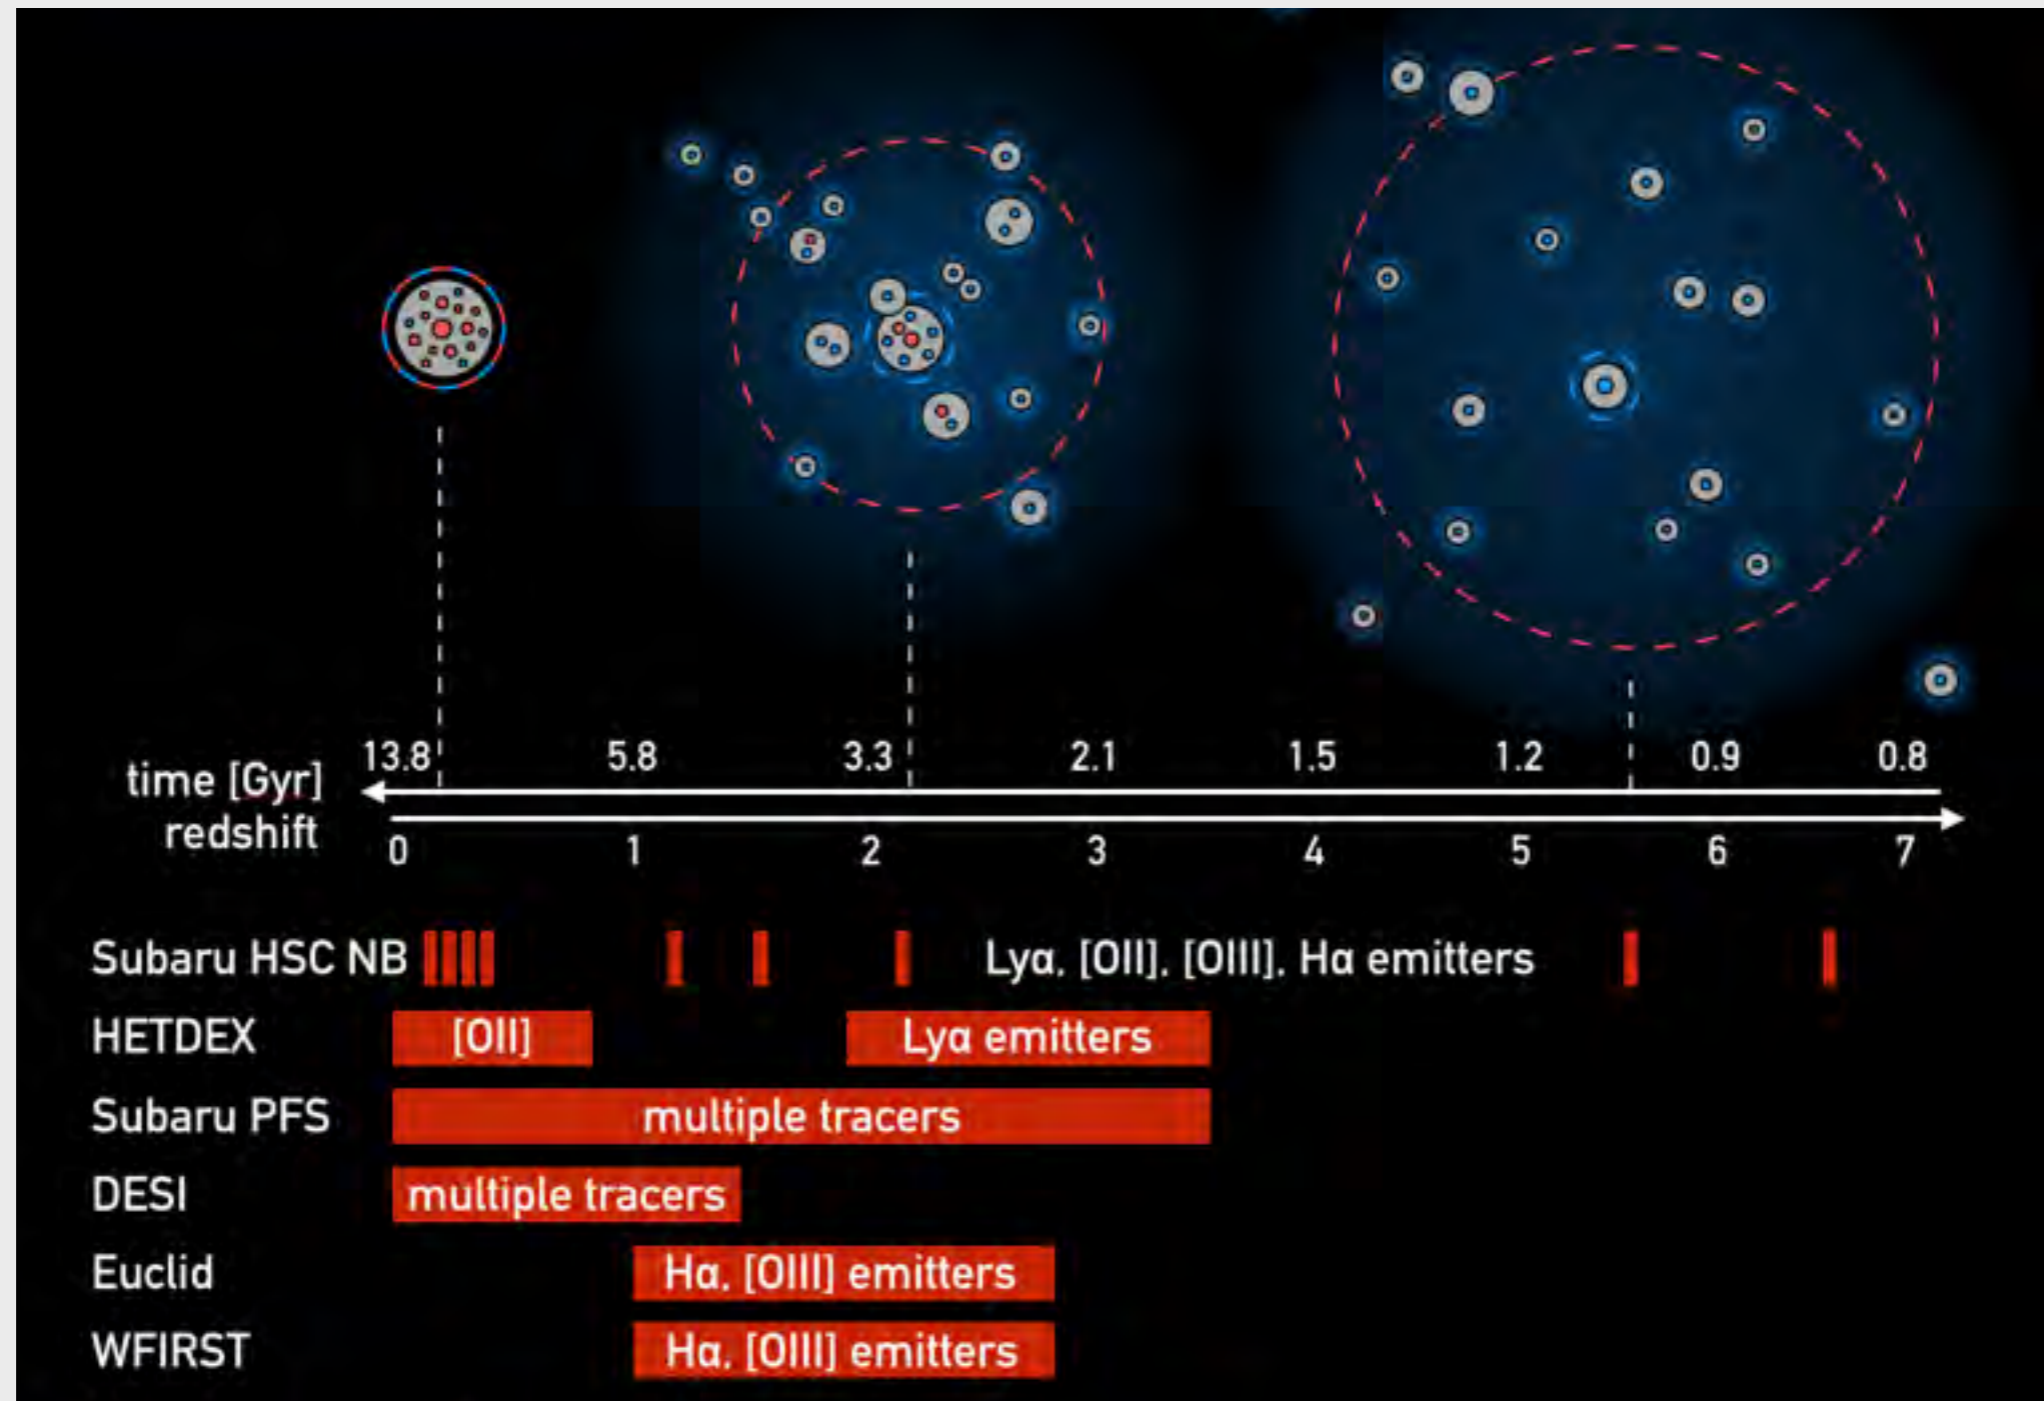 13.8 5.8 3.3 2.1 1.5 1.2 0.9 0.8
time [Gyr]
redshift
0 1 2 3 4 5 6 7
Subaru HSC NB Lyα, [OII], [OIII], Hα emitters
HETDEX [OII] Lyα emitters
Subaru PFS multiple tracers
DESI multiple tracers
Euclid Hα, [OIII] emitters
WFIRST Hα, [OIII] emitters